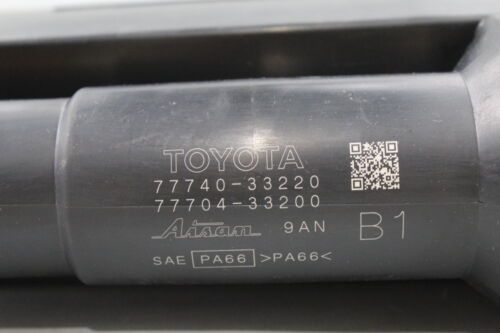 TOYOTA
77740-33220
77704-33200
Aisan 9AN B1
SAE PA66 >PA66<